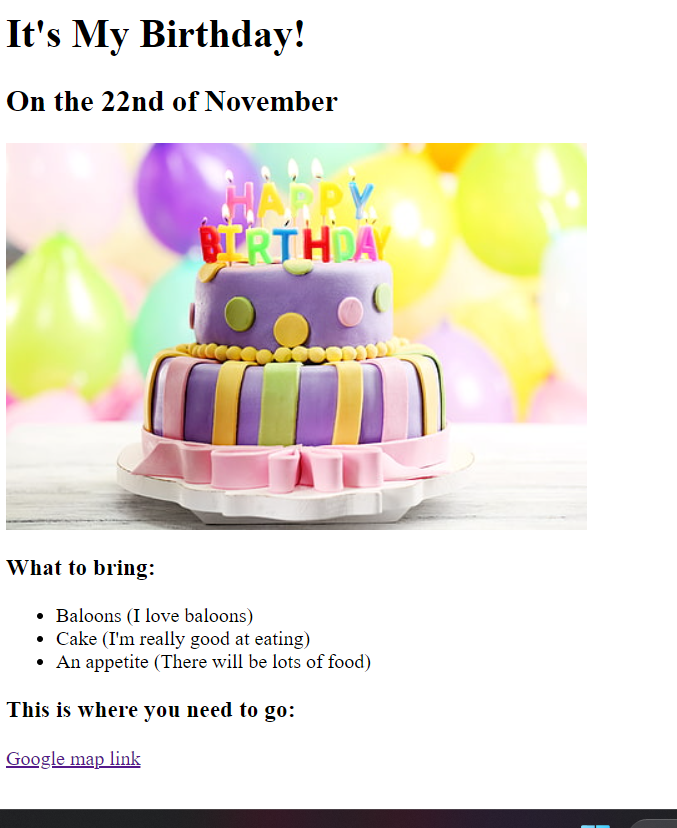 It's My Birthday!
On the 22nd of November
HAPPY
BIRTHDAY
What to bring:
Baloons (I love baloons)
Cake (I'm really good at eating)
An appetite (There will be lots of food)
This is where you need to go:
Google map link